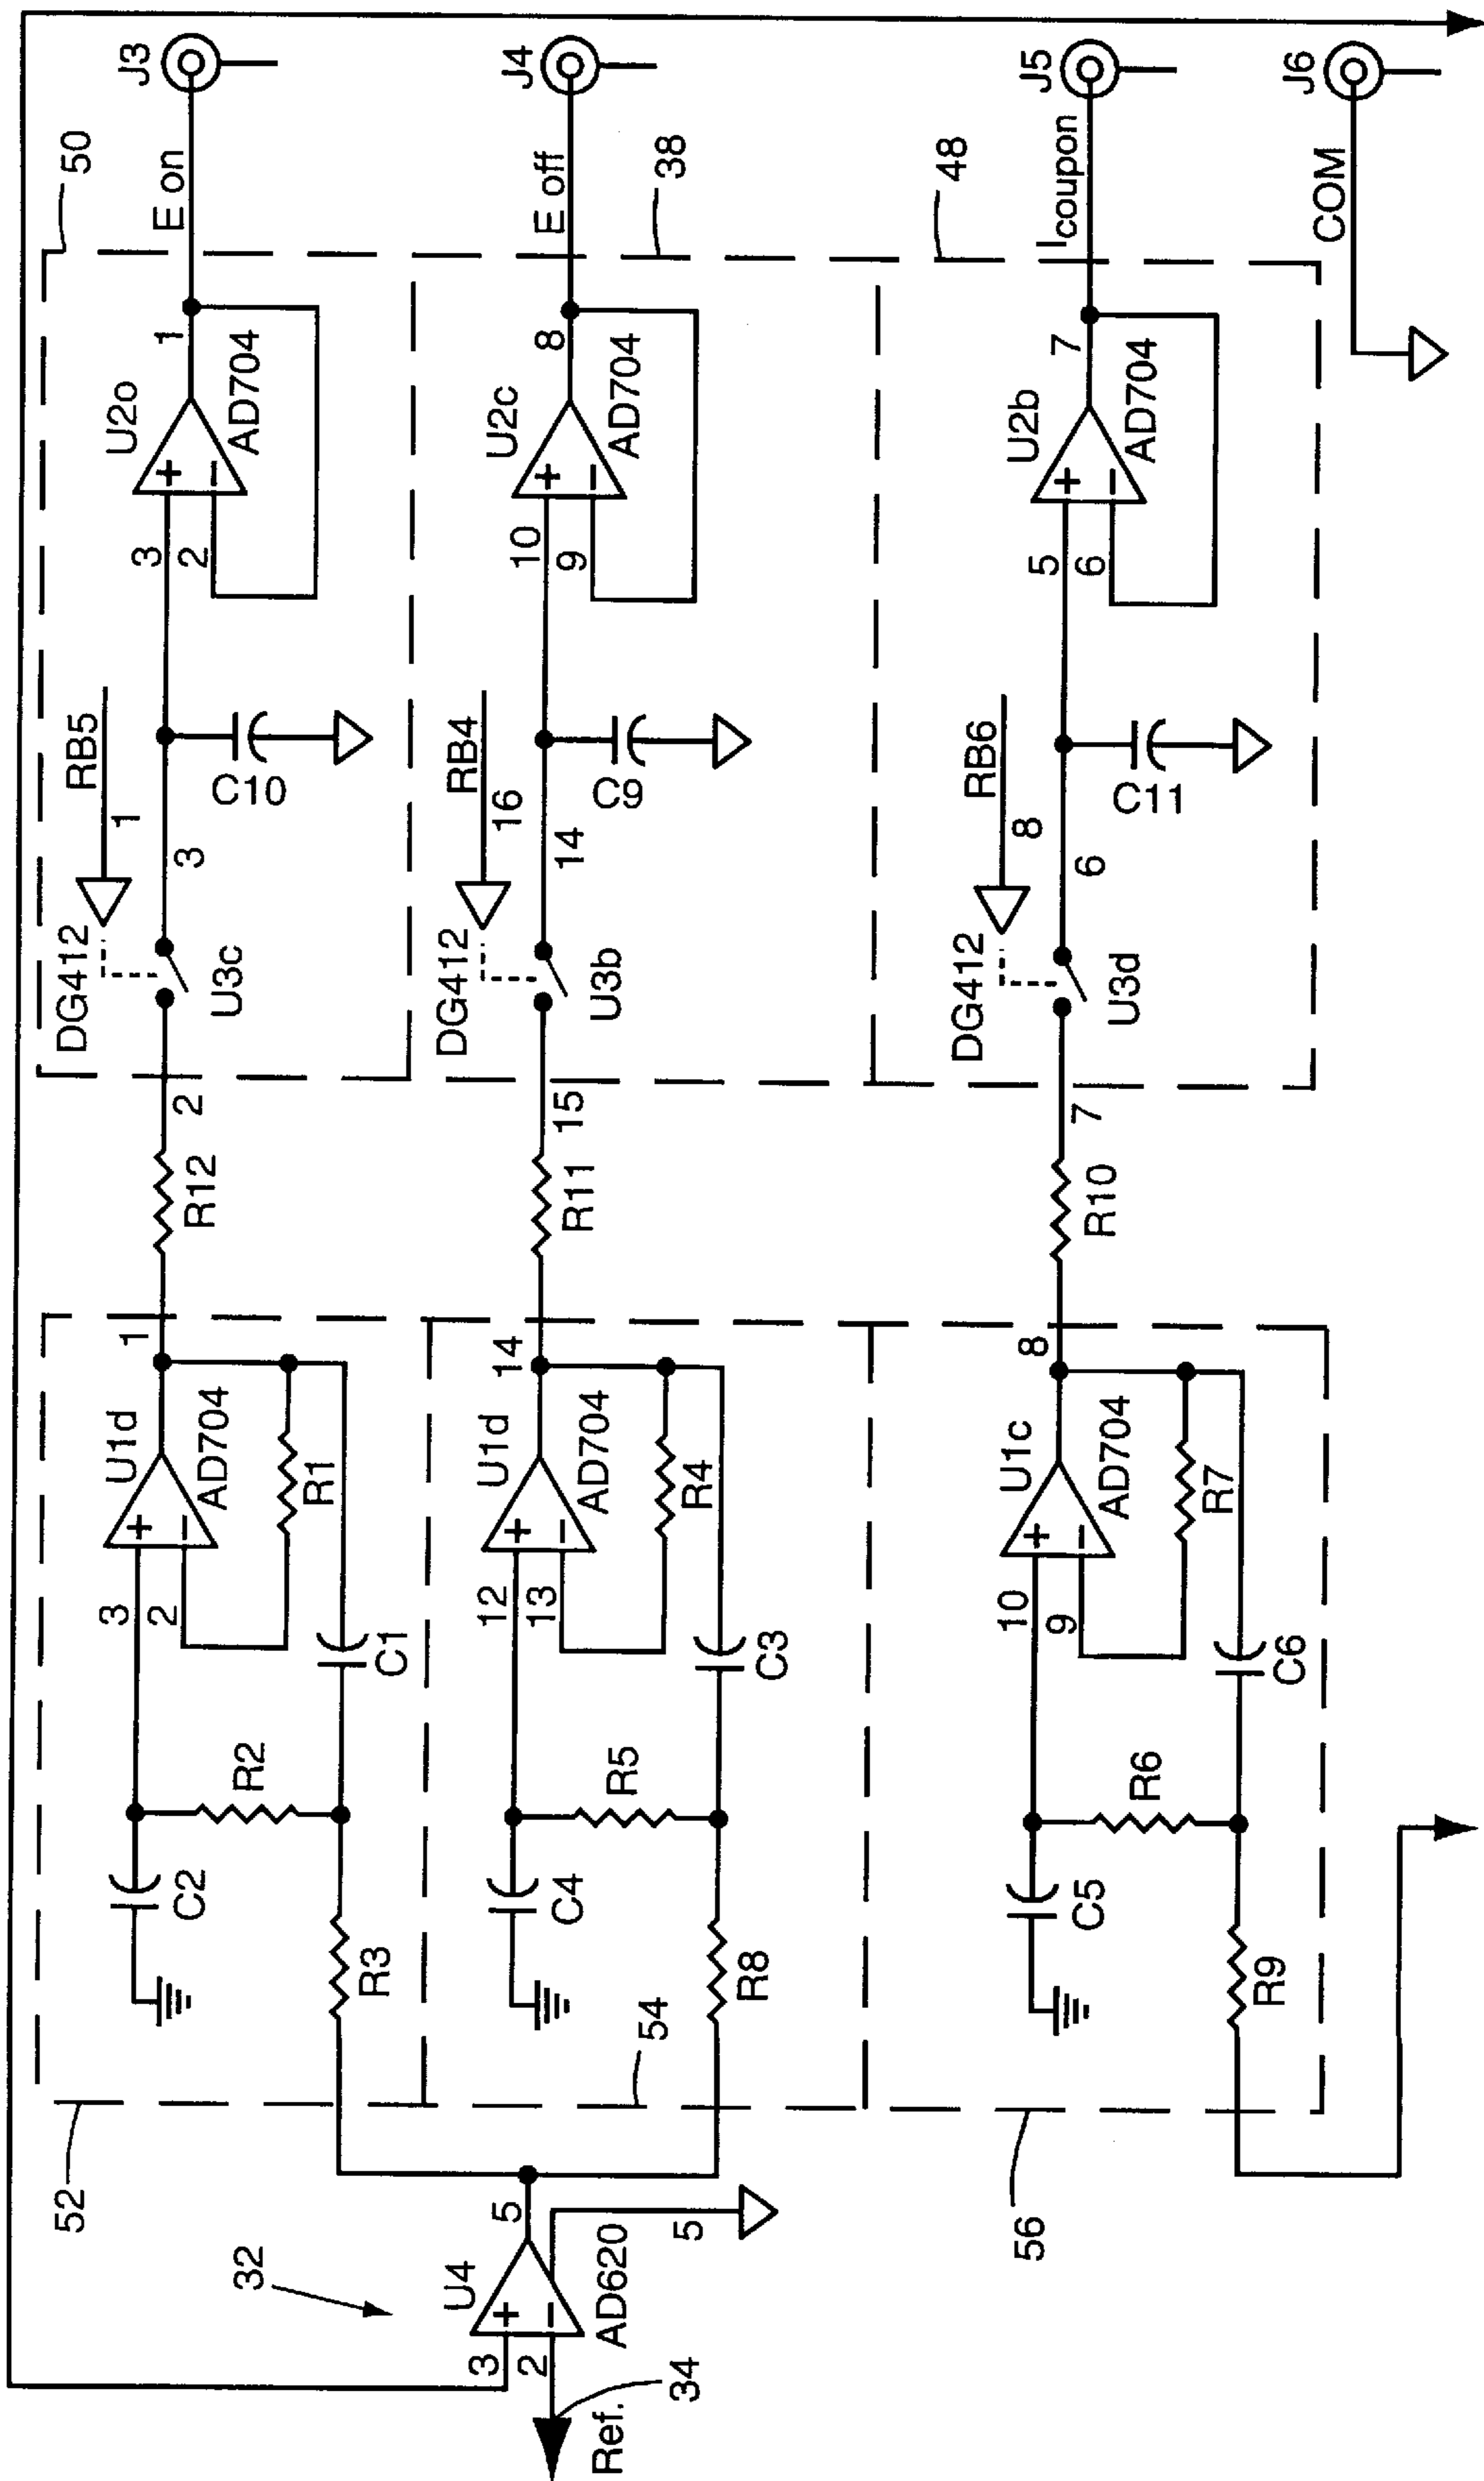 50
RB5
1
DG412
U3c
3
C10
3
2
U2o
AD704
1
E on
J3
2
R12
RB4
16
DG412
U3b
14
C9
10
9
U2c
AD704
8
E off
J4
38
15
R11
RB6
8
DG412
U3d
6
C11
5
6
U2b
AD704
7
Icoupon
J5
48
7
R10
COM
J6
52
C2
R2
R3
3
2
U1d
AD704
R1
C1
1
C4
R5
R8
12
13
U1d
AD704
R4
C3
14
54
C5
R6
R9
10
9
U1c
AD704
R7
C6
8
56
32
U4
3
2
5
5
AD620
Ref.
34
+
−
+
−
+
−
+
−
+
−
+
−
+
−